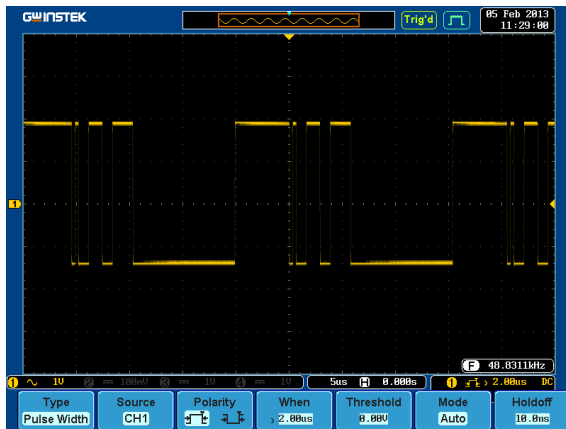 GWINSTEK Trig'd 05 Feb 2013
11:29:00
1
F 48.8311kHz
1 1V 2 100mV 3 1V 4 1V 5us H 0.000s 1 > 2.00us DC
Type Source Polarity When Threshold Mode Holdoff
Pulse Width CH1 > 2.00us 0.00V Auto 10.0ns